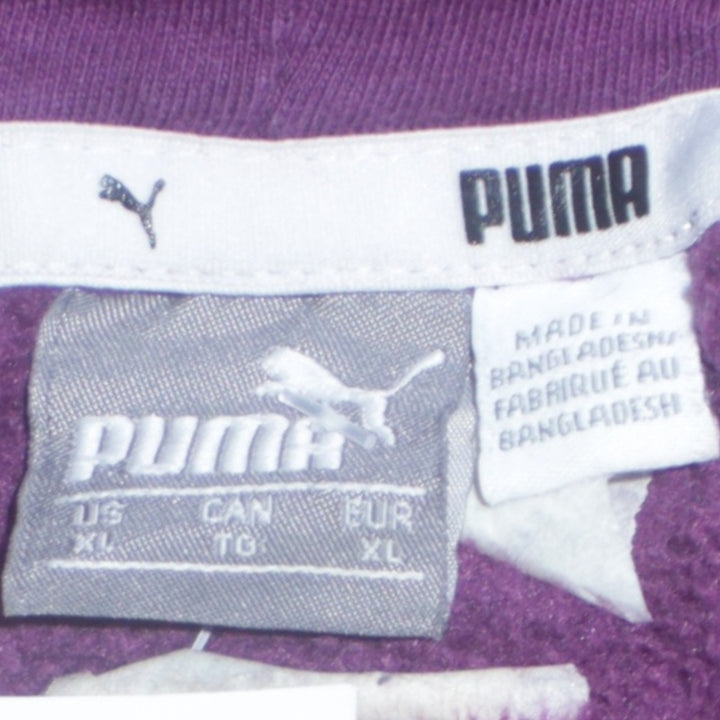 PUMA
PUMA
US CAN EUR
XL TG XL
MADE IN
BANGLADESH/
FABRIQUÉ AU
BANGLADESH